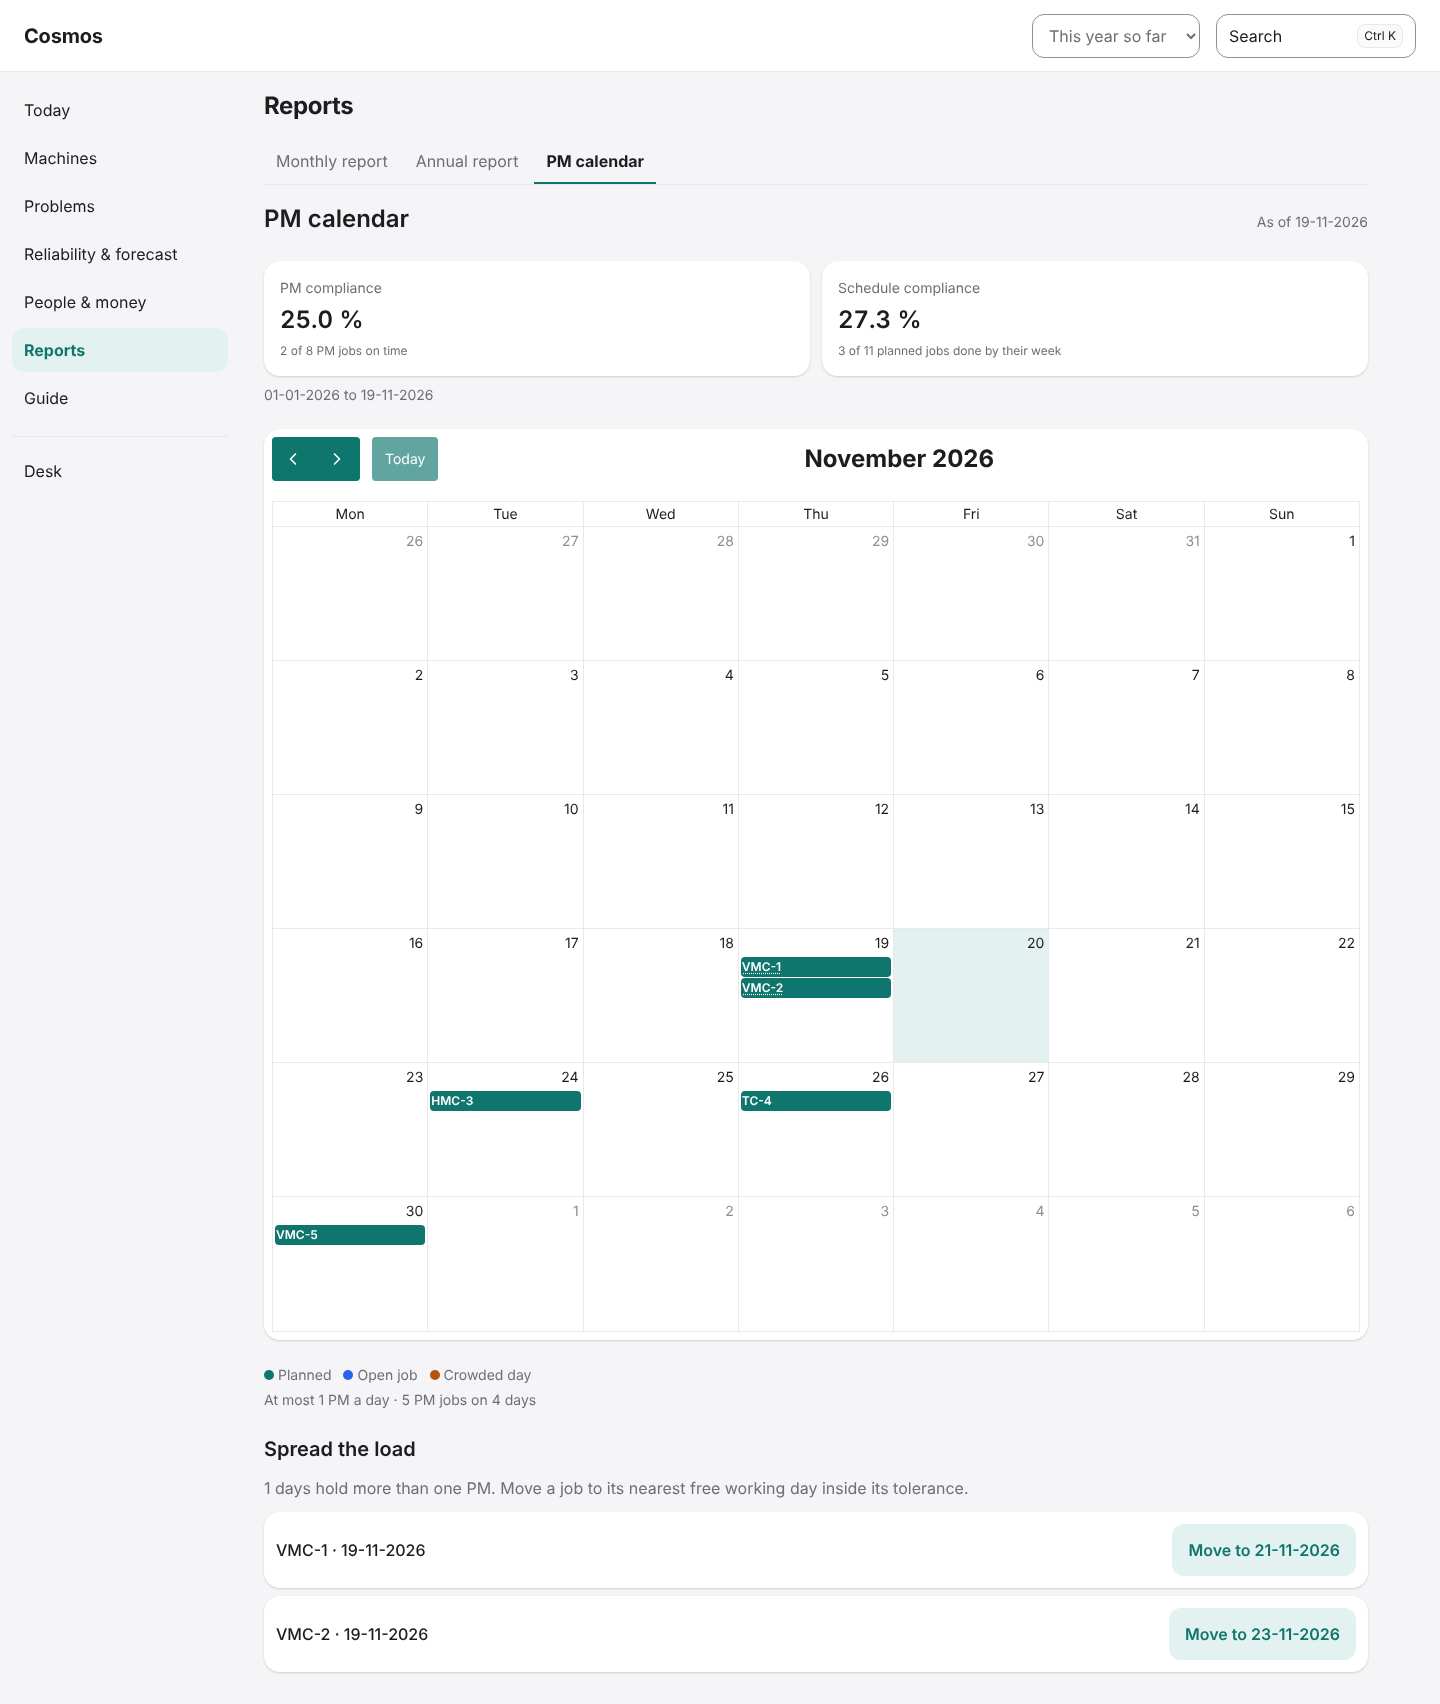 Cosmos
This year so far
Search Ctrl K
Today
Machines
Problems
Reliability & forecast
People & money
Reports
Guide
Desk
Reports
Monthly report Annual report PM calendar
PM calendar
As of 19-11-2026
PM compliance
25.0 %
2 of 8 PM jobs on time
Schedule compliance
27.3 %
3 of 11 planned jobs done by their week
01-01-2026 to 19-11-2026
Today
November 2026
Mon Tue Wed Thu Fri Sat Sun
26 27 28 29 30 31 1
2 3 4 5 6 7 8
9 10 11 12 13 14 15
16 17 18 19 20 21 22
VMC-1
VMC-2
23 24 25 26 27 28 29
HMC-3 TC-4
30 1 2 3 4 5 6
VMC-5
Planned Open job Crowded day
At most 1 PM a day · 5 PM jobs on 4 days
Spread the load
1 days hold more than one PM. Move a job to its nearest free working day inside its tolerance.
VMC-1 · 19-11-2026
Move to 21-11-2026
VMC-2 · 19-11-2026
Move to 23-11-2026